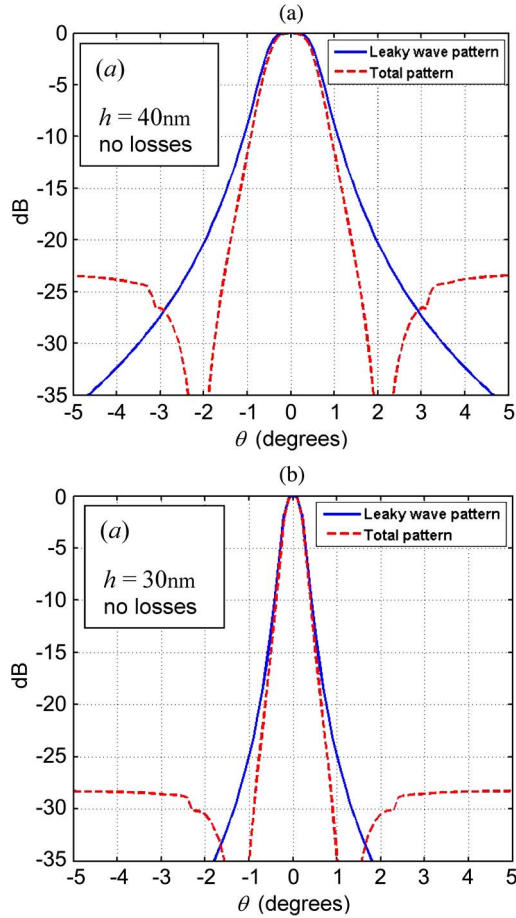 (a)
0
-5
-10
-15
-20
-25
-30
-35
dB
(a)
h = 40nm
no losses
Leaky wave pattern
Total pattern
-5 -4 -3 -2 -1 0 1 2 3 4 5
θ (degrees)
(b)
0
-5
-10
-15
-20
-25
-30
-35
dB
(a)
h = 30nm
no losses
Leaky wave pattern
Total pattern
-5 -4 -3 -2 -1 0 1 2 3 4 5
θ (degrees)